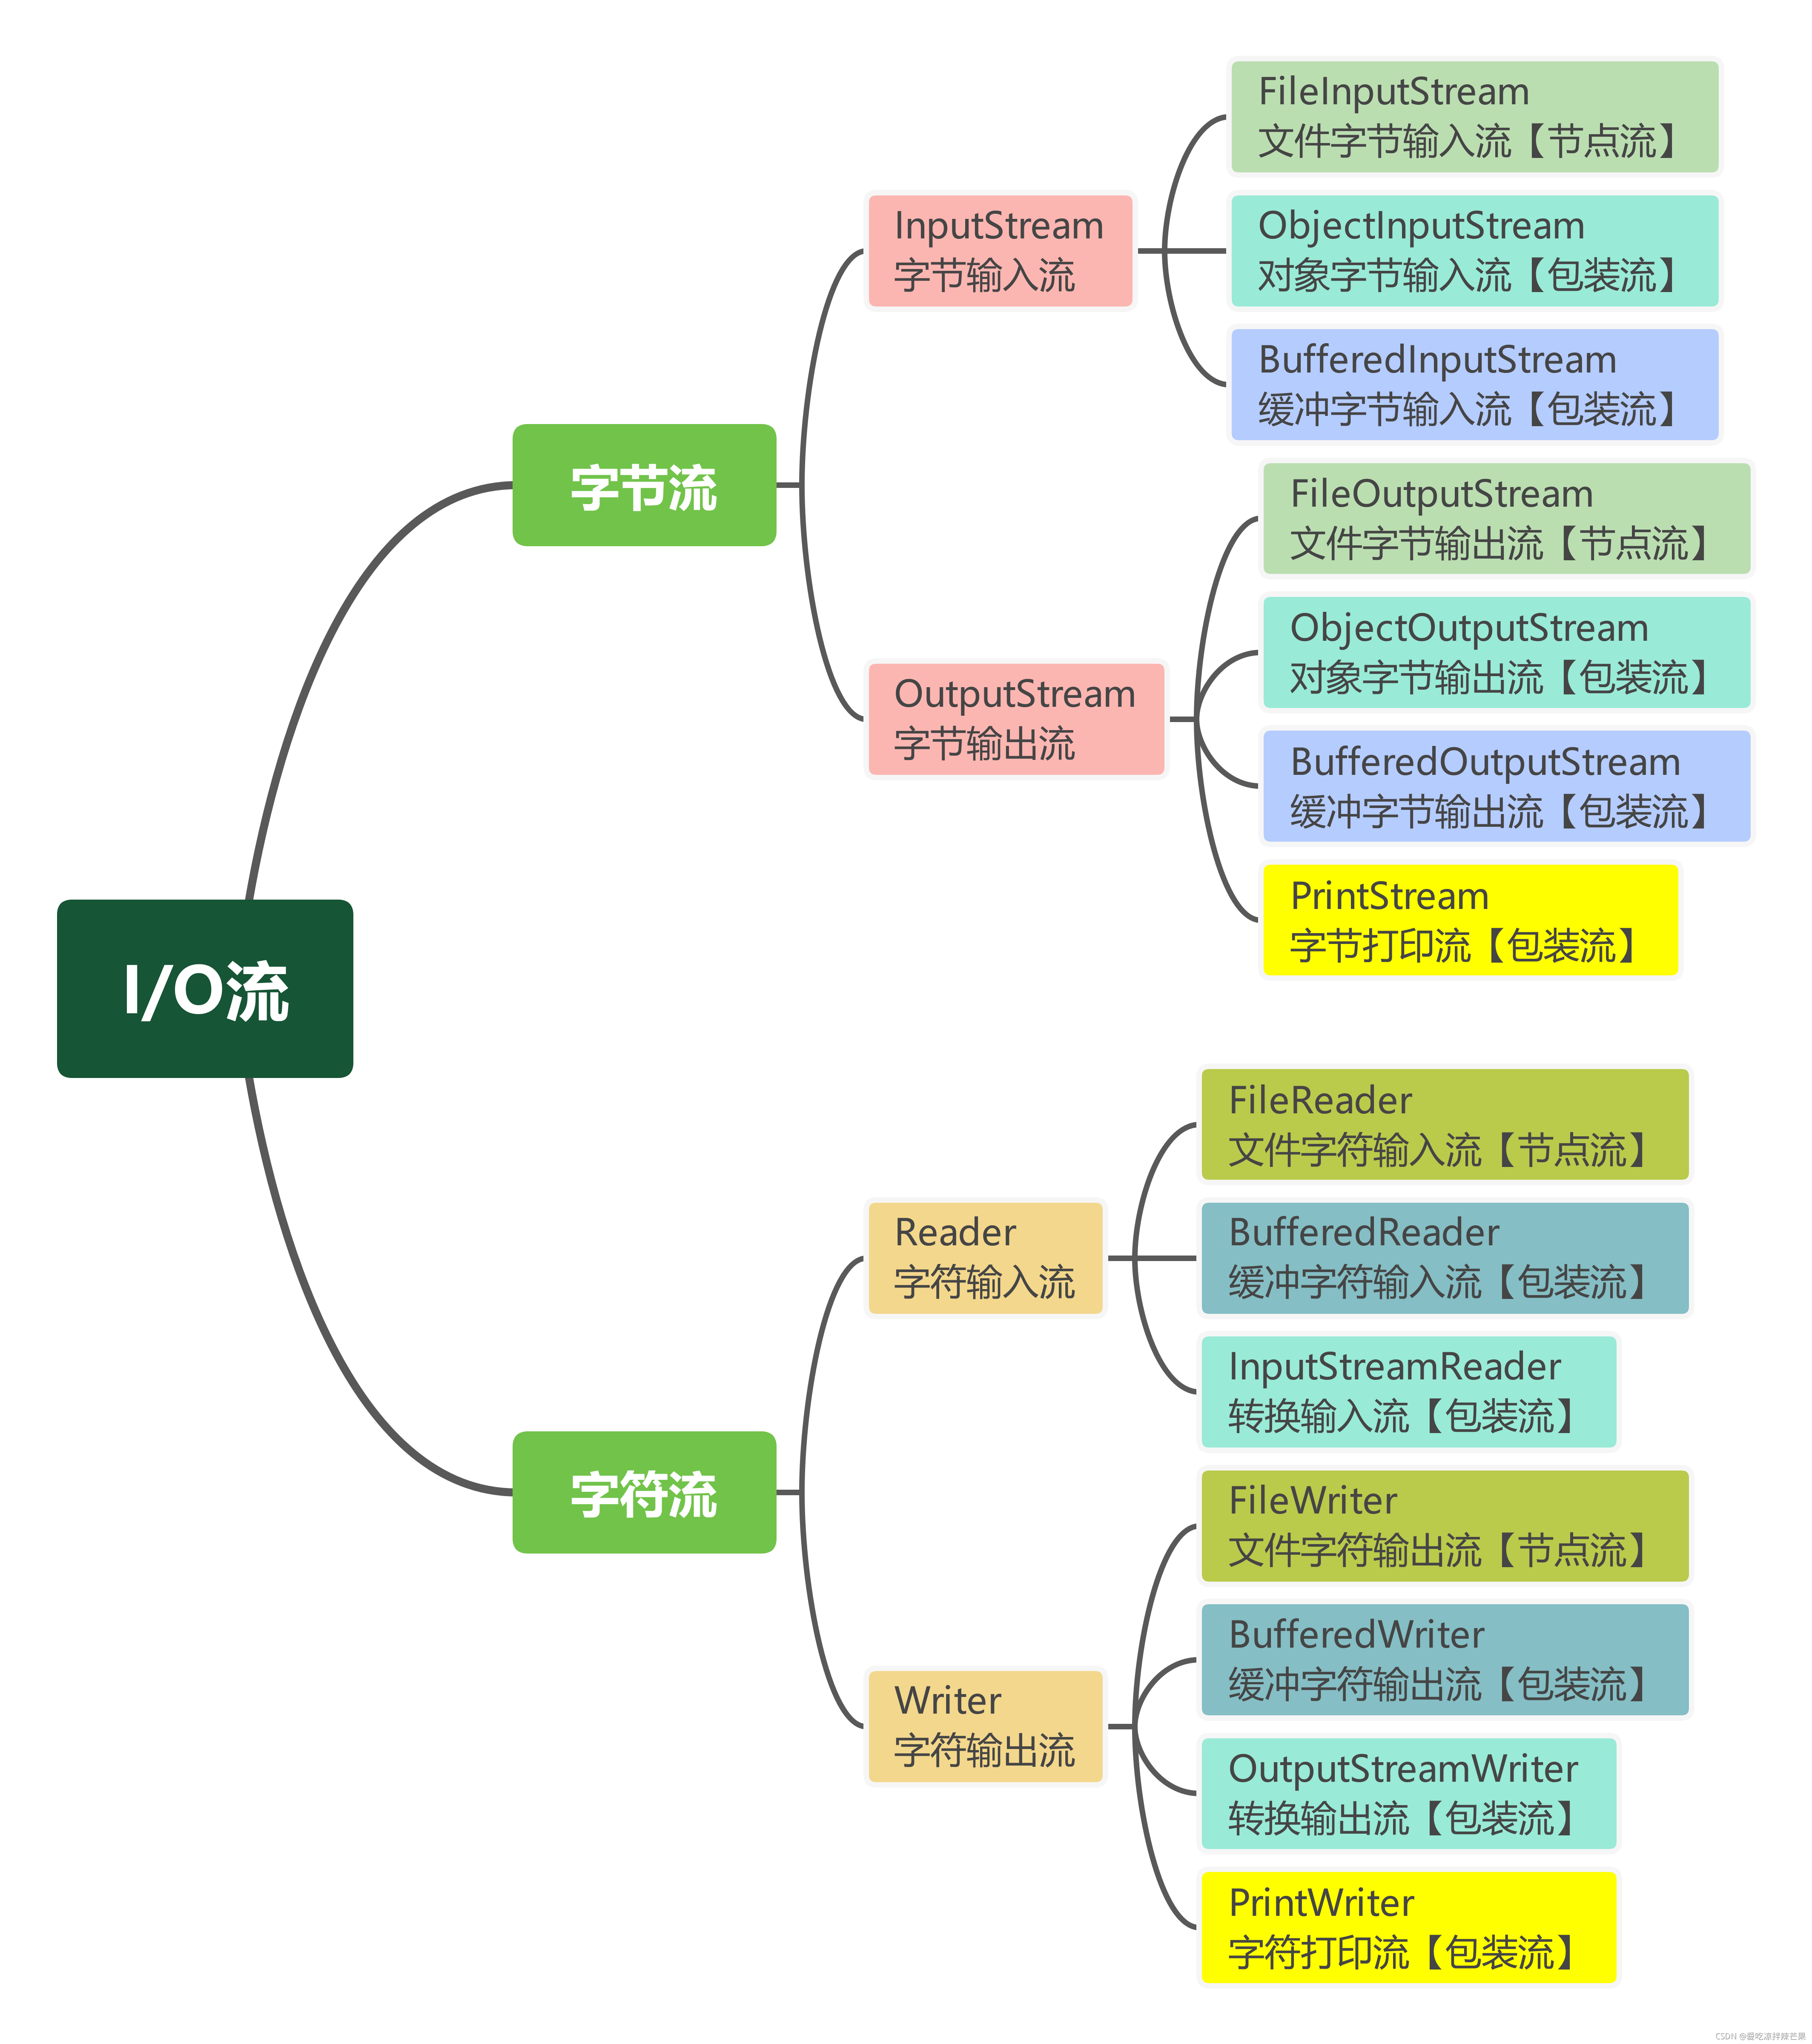 I/O流
字节流
InputStream
字节输入流
FileInputStream
文件字节输入流【节点流】
ObjectInputStream
对象字节输入流【包装流】
BufferedInputStream
缓冲字节输入流【包装流】
OutputStream
字节输出流
FileOutputStream
文件字节输出流【节点流】
ObjectOutputStream
对象字节输出流【包装流】
BufferedOutputStream
缓冲字节输出流【包装流】
PrintStream
字节打印流【包装流】
字符流
Reader
字符输入流
FileReader
文件字符输入流【节点流】
BufferedReader
缓冲字符输入流【包装流】
InputStreamReader
转换输入流【包装流】
Writer
字符输出流
FileWriter
文件字符输出流【节点流】
BufferedWriter
缓冲字符输出流【包装流】
OutputStreamWriter
转换输出流【包装流】
PrintWriter
字符打印流【包装流】
CSDN @爱吃凉拌辣芒果